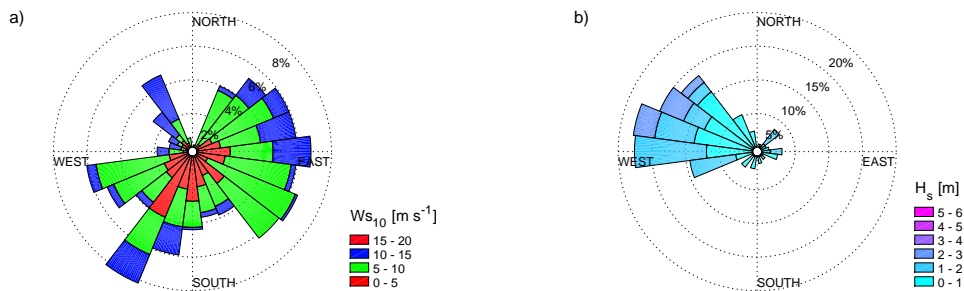 a)
NORTH
8%
6%
4%
2%
WEST
EAST
SOUTH
Ws10 [m s-1]
15 - 20
10 - 15
5 - 10
0 - 5
b)
NORTH
20%
15%
10%
5%
WEST
EAST
SOUTH
Hs [m]
5 - 6
4 - 5
3 - 4
2 - 3
1 - 2
0 - 1